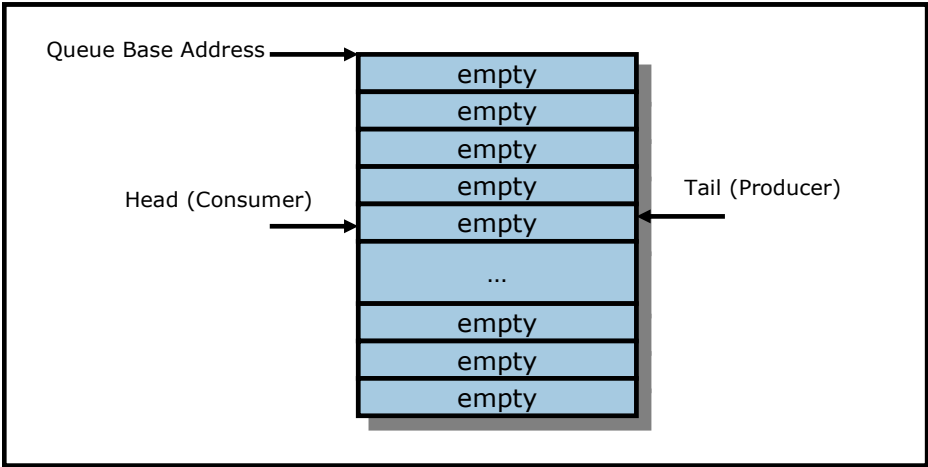 Queue Base Address
empty
empty
empty
empty
Head (Consumer)
Tail (Producer)
empty
...
empty
empty
empty